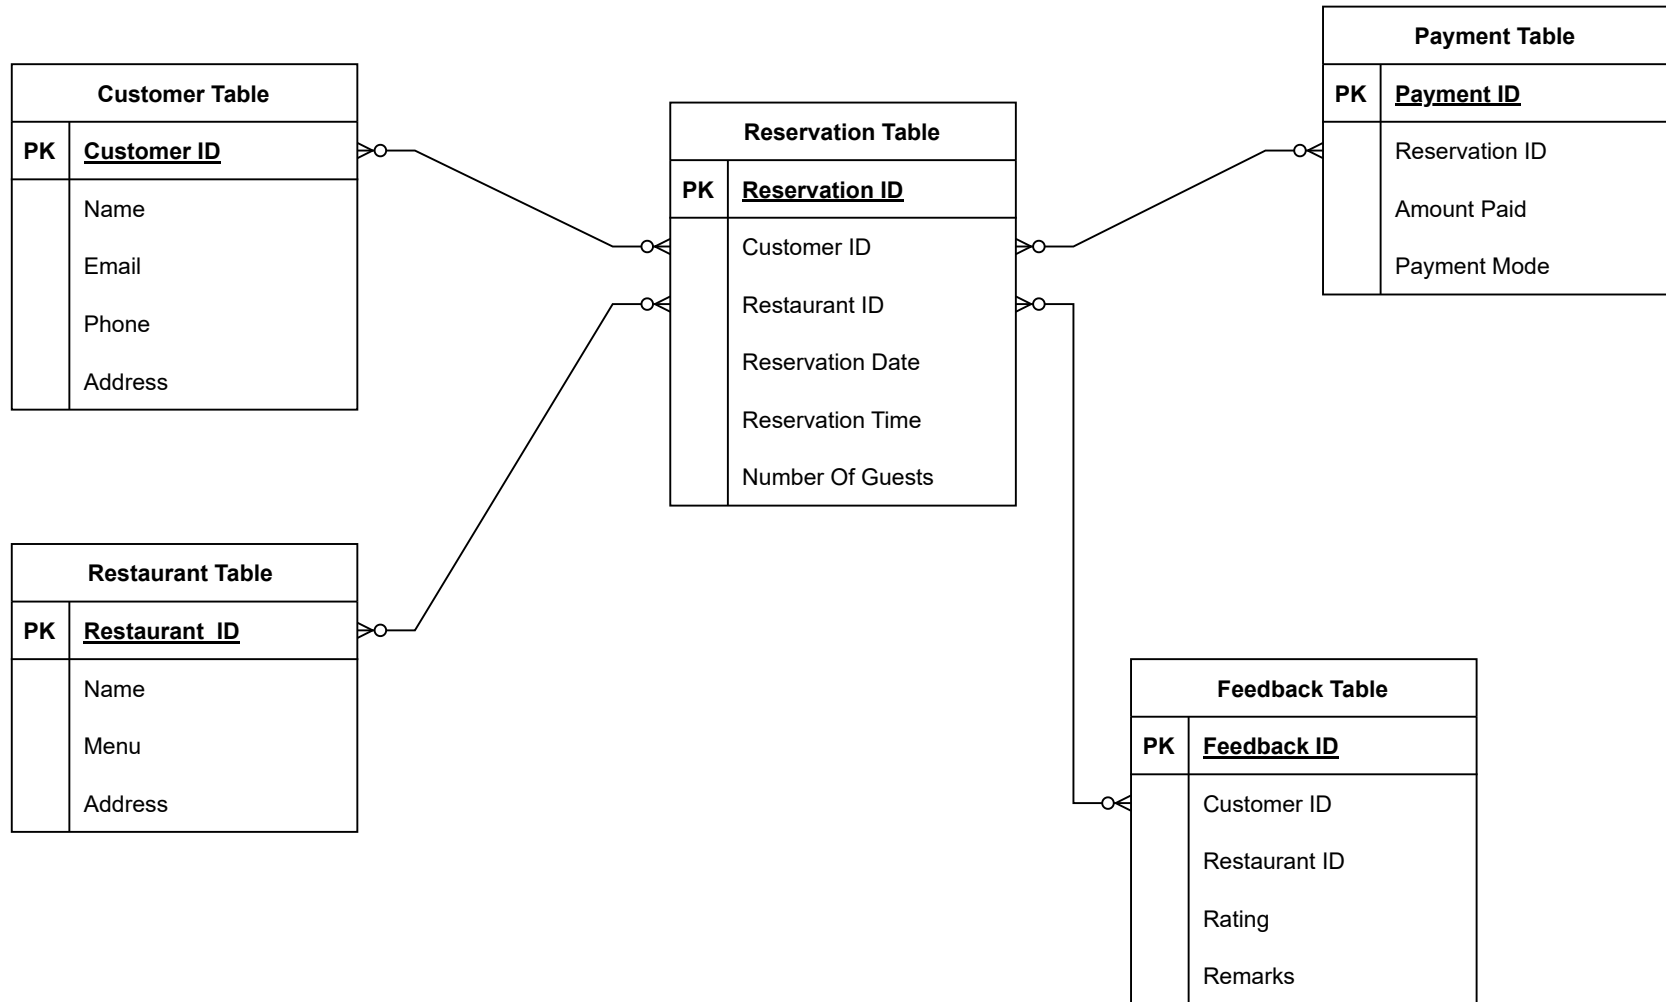 Customer Table
PK Customer ID
Name
Email
Phone
Address
Restaurant Table
PK Restaurant  ID
Name
Menu
Address
Reservation Table
PK Reservation ID
Customer ID
Restaurant ID
Reservation Date
Reservation Time
Number Of Guests
Payment Table
PK Payment ID
Reservation ID
Amount Paid
Payment Mode
Feedback Table
PK Feedback ID
Customer ID
Restaurant ID
Rating
Remarks